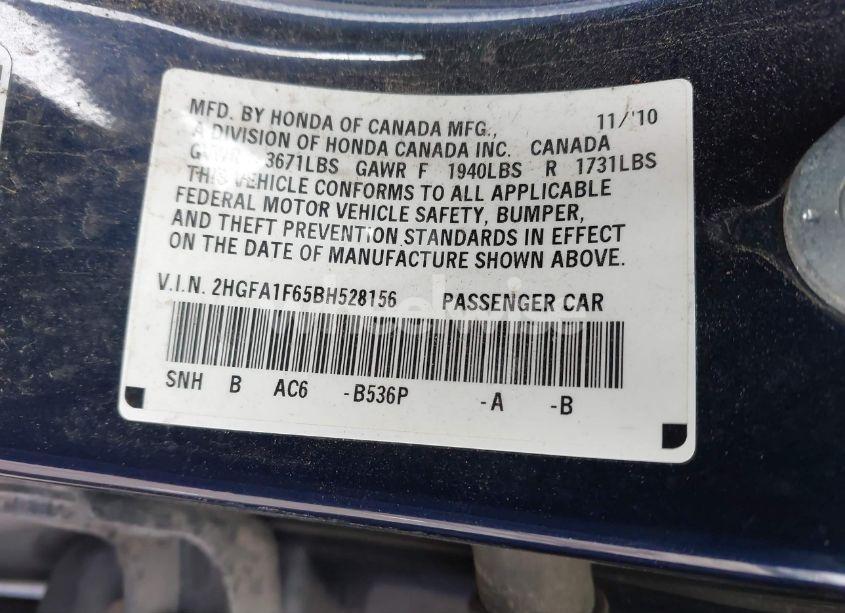 MFD. BY HONDA OF CANADA MFG., 11/'10
A DIVISION OF HONDA CANADA INC. CANADA
GVWR 3671LBS GAWR F 1940LBS R 1731LBS
THIS VEHICLE CONFORMS TO ALL APPLICABLE
FEDERAL MOTOR VEHICLE SAFETY, BUMPER,
AND THEFT PREVENTION STANDARDS IN EFFECT
ON THE DATE OF MANUFACTURE SHOWN ABOVE.
V.I.N. 2HGFA1F65BH528156 PASSENGER CAR
SNH B AC6 -B536P -A -B